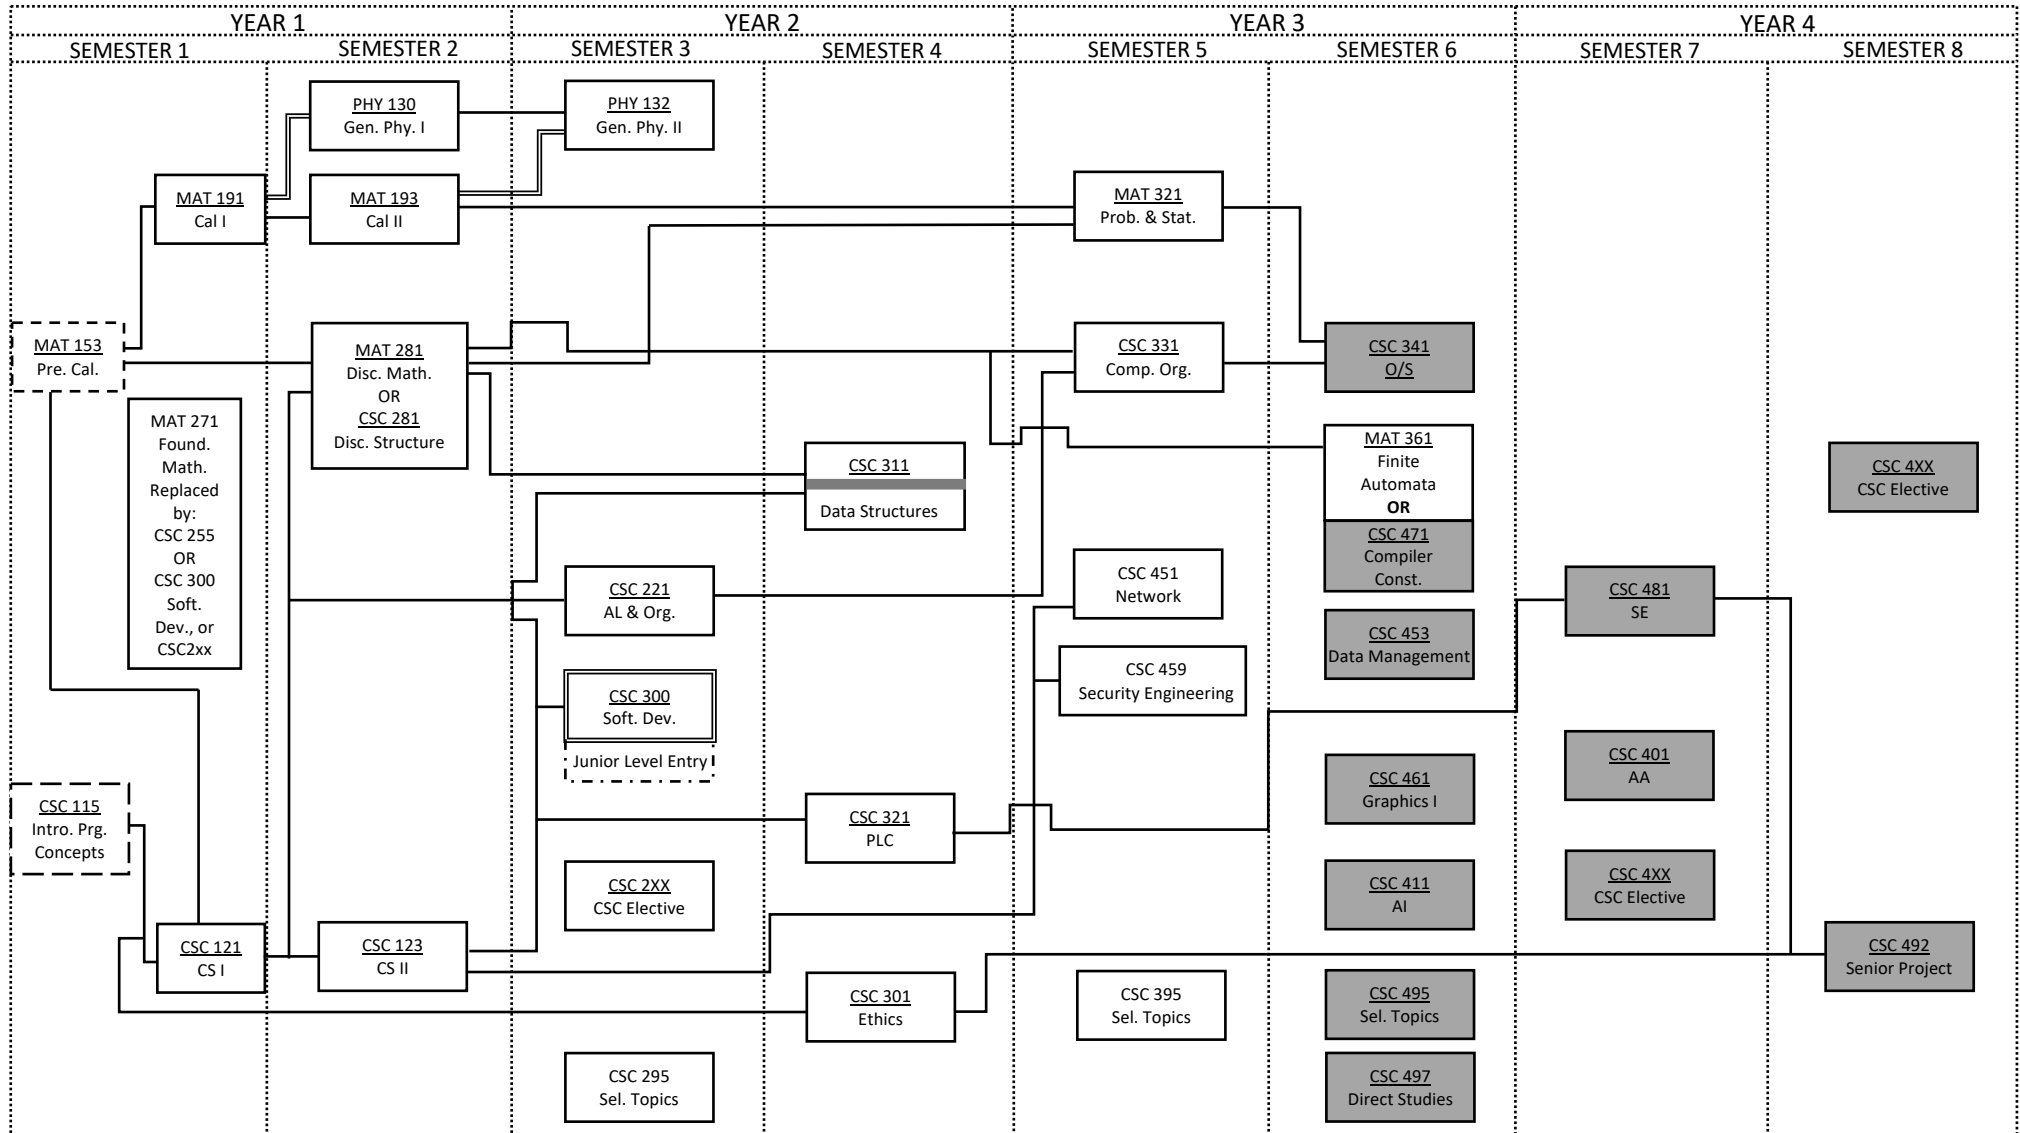 YEAR 1
YEAR 2
YEAR 3
YEAR 4
SEMESTER 1
SEMESTER 2
SEMESTER 3
SEMESTER 4
SEMESTER 5
SEMESTER 6
SEMESTER 7
SEMESTER 8
MAT 191
Cal I
MAT 153
Pre. Cal.
MAT 271
Found.
Math.
Replaced
by:
CSC 255
OR
CSC 300
Soft.
Dev., or
CSC2xx
CSC 115
Intro. Prg.
Concepts
CSC 121
CS I
PHY 130
Gen. Phy. I
MAT 193
Cal II
MAT 281
Disc. Math.
OR
CSC 281
Disc. Structure
CSC 123
CS II
PHY 132
Gen. Phy. II
CSC 221
AL & Org.
CSC 300
Soft. Dev.
Junior Level Entry
CSC 2XX
CSC Elective
CSC 295
Sel. Topics
CSC 311
Data Structures
CSC 321
PLC
CSC 301
Ethics
MAT 321
Prob. & Stat.
CSC 331
Comp. Org.
CSC 451
Network
CSC 459
Security Engineering
CSC 395
Sel. Topics
CSC 341
O/S
MAT 361
Finite
Automata
OR
CSC 471
Compiler
Const.
CSC 453
Data Management
CSC 461
Graphics I
CSC 411
AI
CSC 495
Sel. Topics
CSC 497
Direct Studies
CSC 481
SE
CSC 401
AA
CSC 4XX
CSC Elective
CSC 4XX
CSC Elective
CSC 492
Senior Project